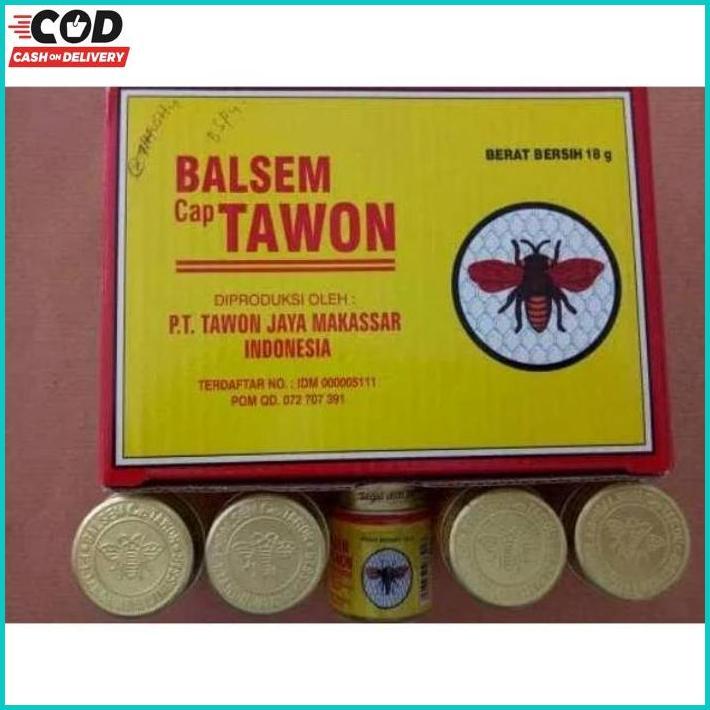 COD
CASH ON DELIVERY
BERAT BERSIH 18 g
BALSEM
Cap TAWON
DIPRODUKSI OLEH :
P.T. TAWON JAYA MAKASSAR
INDONESIA
TERDAFTAR NO. : IDM 000005111
POM QD. 072 707 391